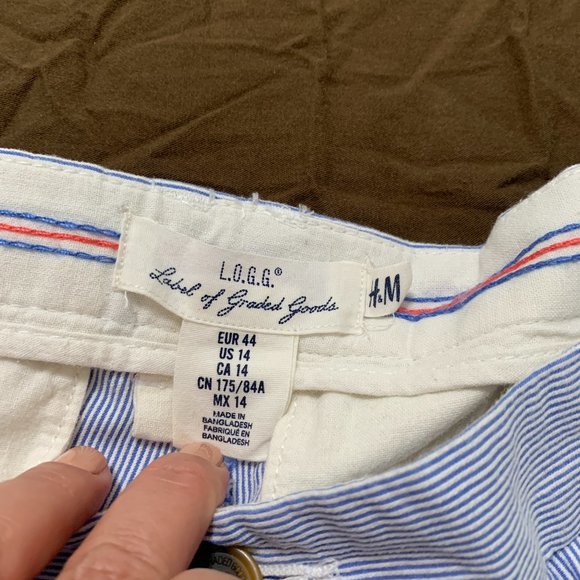 L.O.G.G.®
Label of Graded Goods
H&M
EUR 44
US 14
CA 14
CN 175/84A
MX 14
MADE IN
BANGLADESH
FABRIQUÉ EN
BANGLADESH